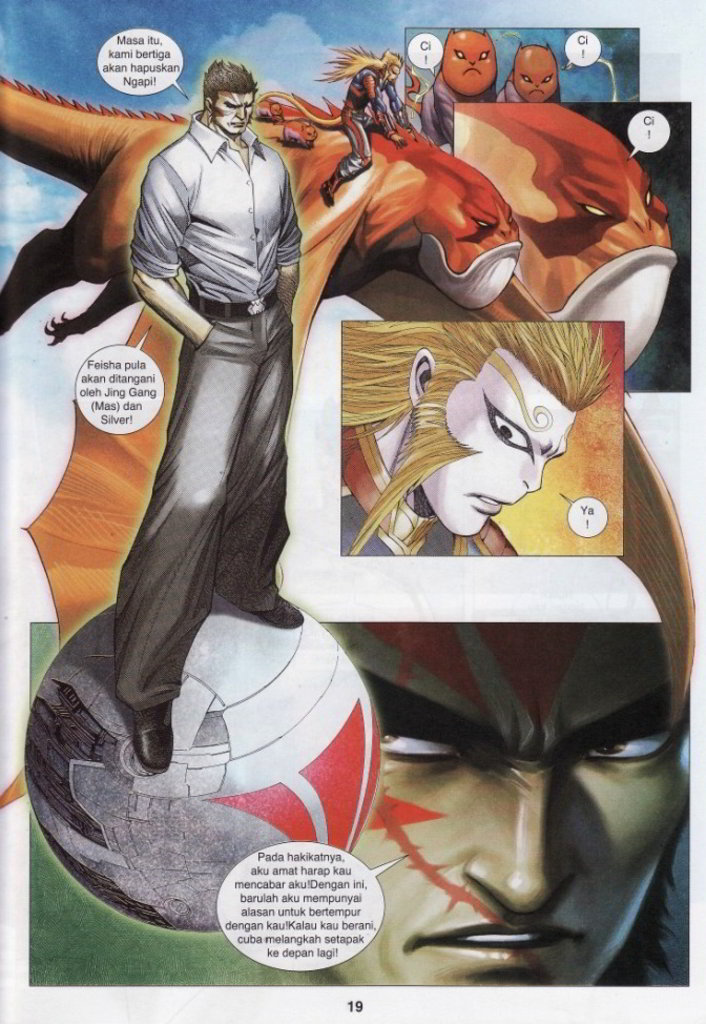 Masa itu,
kami bertiga
akan hapuskan
Ngapi!
Ci
!
Ci
!
Ci
!
Feisha pula
akan ditangani
oleh Jing Gang
(Mas) dan
Silver!
Ya
!
Pada hakikatnya,
aku amat harap kau
mencabar aku!Dengan ini,
barulah aku mempunyai
alasan untuk bertempur
dengan kau!Kalau kau berani,
cuba melangkah setapak
ke depan lagi!
19